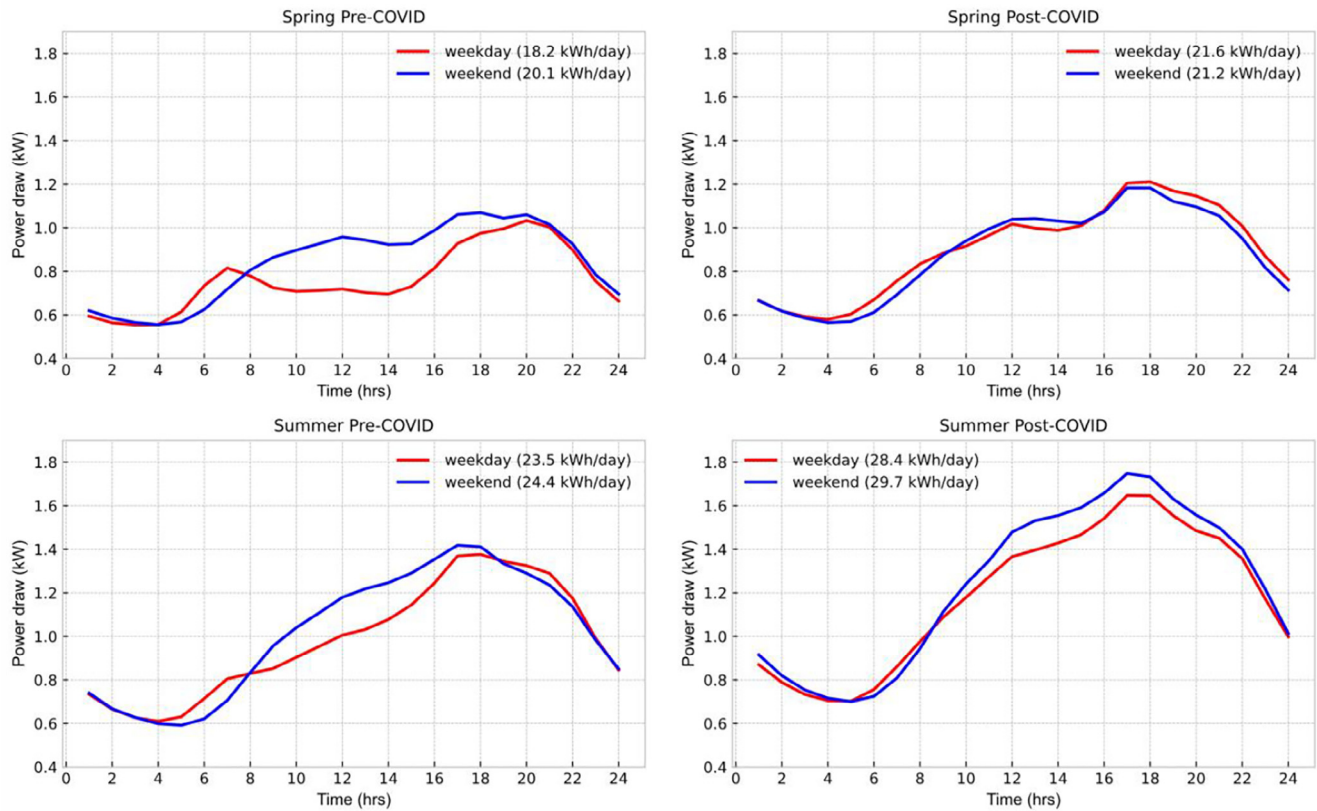 Spring Pre-COVID
1.8
1.6
1.4
1.2
1.0
0.8
0.6
0.4
Power draw (kW)
weekday (18.2 kWh/day)
weekend (20.1 kWh/day)
0 2 4 6 8 10 12 14 16 18 20 22 24
Time (hrs)
Spring Post-COVID
1.8
1.6
1.4
1.2
1.0
0.8
0.6
0.4
Power draw (kW)
weekday (21.6 kWh/day)
weekend (21.2 kWh/day)
0 2 4 6 8 10 12 14 16 18 20 22 24
Time (hrs)
Summer Pre-COVID
1.8
1.6
1.4
1.2
1.0
0.8
0.6
0.4
Power draw (kW)
weekday (23.5 kWh/day)
weekend (24.4 kWh/day)
0 2 4 6 8 10 12 14 16 18 20 22 24
Time (hrs)
Summer Post-COVID
1.8
1.6
1.4
1.2
1.0
0.8
0.6
0.4
Power draw (kW)
weekday (28.4 kWh/day)
weekend (29.7 kWh/day)
0 2 4 6 8 10 12 14 16 18 20 22 24
Time (hrs)